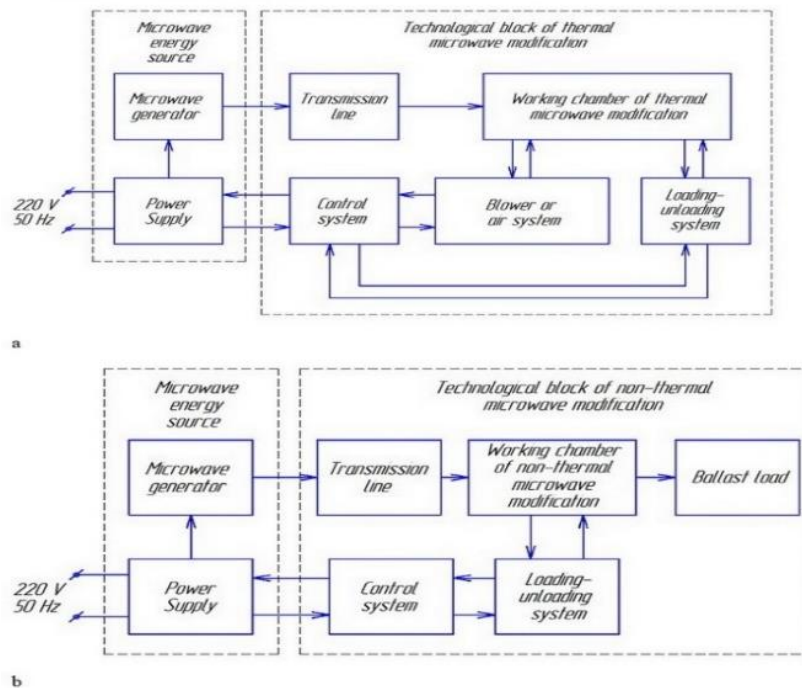 Microwave
energy
source
Technological block of thermal
microwave modification
Microwave
generator
Transmission
line
Working chamber of thermal
microwave modification
220 V
50 Hz
Power
Supply
Control
system
Blower or
air system
Loading-
unloading
system
a
Microwave
energy
source
Technological block of non-thermal
microwave modification
Microwave
generator
Transmission
line
Working chamber
of non-thermal
microwave
modification
Ballast load
220 V
50 Hz
Power
Supply
Control
system
Loading-
unloading
system
b